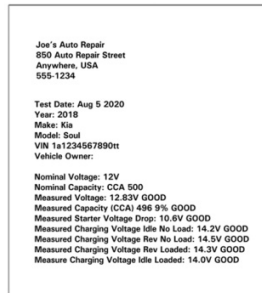 Joe's Auto Repair
850 Auto Repair Street
Anywhere, USA
555-1234
Test Date: Aug 5 2020
Year: 2018
Make: Kia
Model: Soul
VIN 1a1234567890tt
Vehicle Owner:
Nominal Voltage: 12V
Nominal Capacity: CCA 500
Measured Voltage: 12.83V GOOD
Measured Capacity (CCA) 496 9% GOOD
Measured Starter Voltage Drop: 10.6V GOOD
Measured Charging Voltage Idle No Load: 14.2V GOOD
Measured Charging Voltage Rev No Load: 14.5V GOOD
Measured Charging Voltage Rev Loaded: 14.3V GOOD
Measure Charging Voltage Idle Loaded: 14.0V GOOD